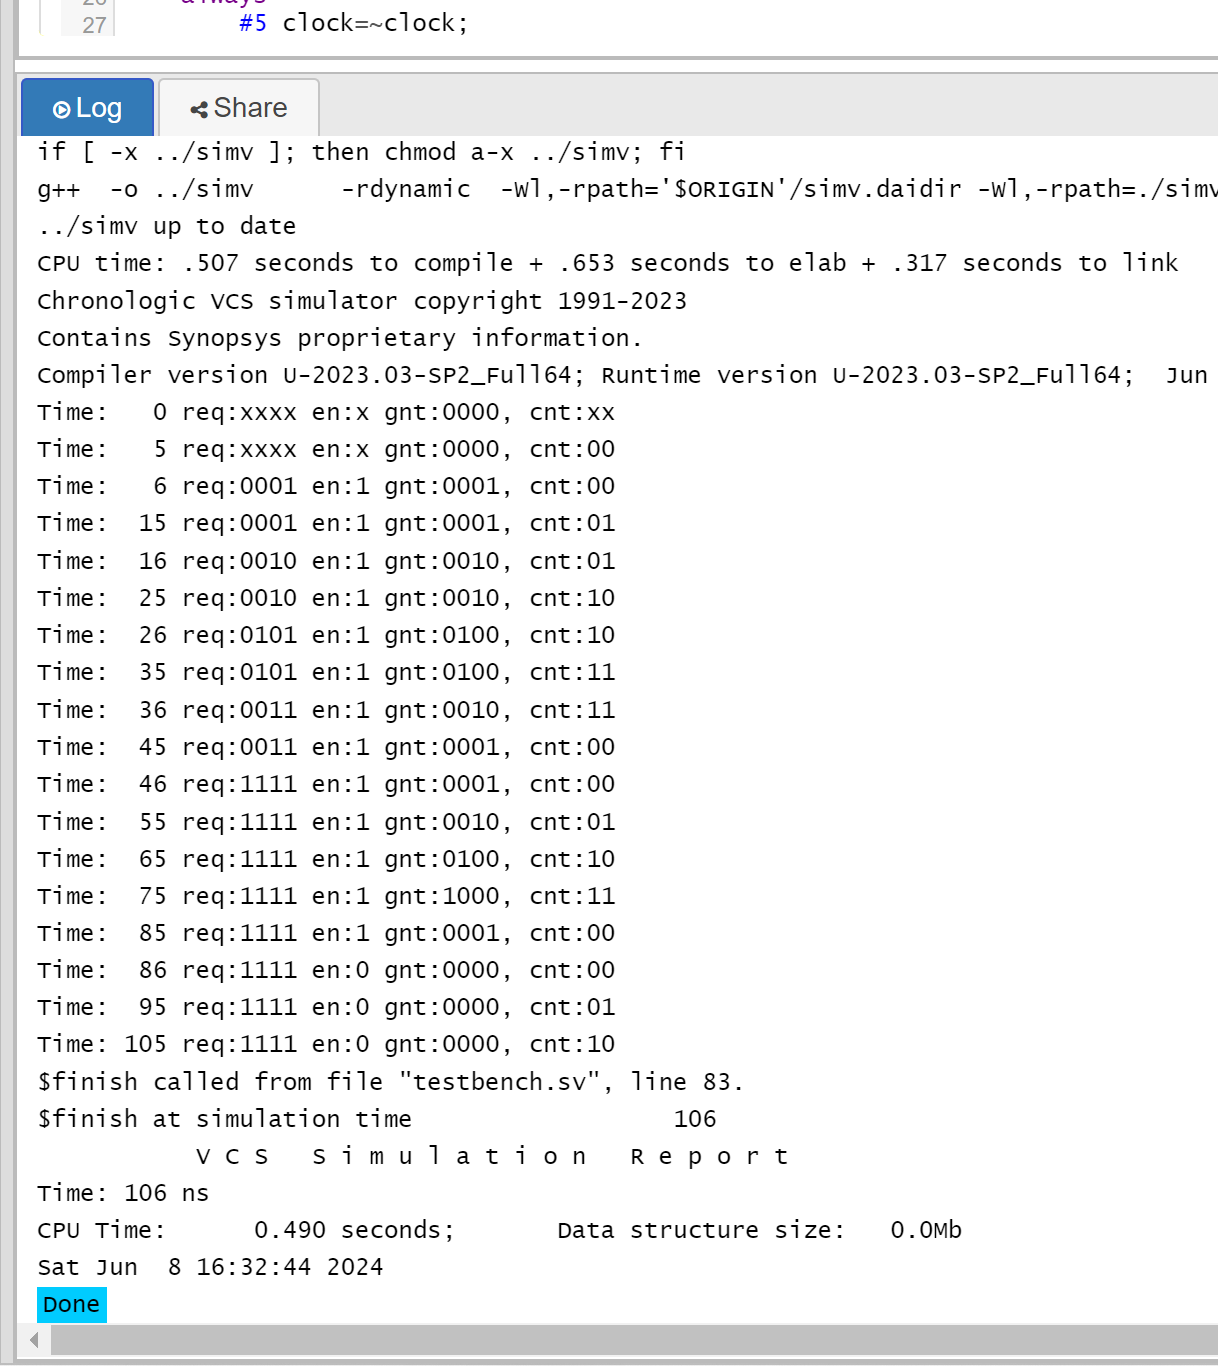 27 #5 clock=~clock;
Log Share
if [ -x ../simv ]; then chmod a-x ../simv; fi
g++  -o ../simv      -rdynamic  -Wl,-rpath='$ORIGIN'/simv.daidir -Wl,-rpath=./simv
../simv up to date
CPU time: .507 seconds to compile + .653 seconds to elab + .317 seconds to link
Chronologic VCS simulator copyright 1991-2023
Contains Synopsys proprietary information.
Compiler version U-2023.03-SP2_Full64; Runtime version U-2023.03-SP2_Full64;  Jun
Time:   0 req:xxxx en:x gnt:0000, cnt:xx
Time:   5 req:xxxx en:x gnt:0000, cnt:00
Time:   6 req:0001 en:1 gnt:0001, cnt:00
Time:  15 req:0001 en:1 gnt:0001, cnt:01
Time:  16 req:0010 en:1 gnt:0010, cnt:01
Time:  25 req:0010 en:1 gnt:0010, cnt:10
Time:  26 req:0101 en:1 gnt:0100, cnt:10
Time:  35 req:0101 en:1 gnt:0100, cnt:11
Time:  36 req:0011 en:1 gnt:0010, cnt:11
Time:  45 req:0011 en:1 gnt:0001, cnt:00
Time:  46 req:1111 en:1 gnt:0001, cnt:00
Time:  55 req:1111 en:1 gnt:0010, cnt:01
Time:  65 req:1111 en:1 gnt:0100, cnt:10
Time:  75 req:1111 en:1 gnt:1000, cnt:11
Time:  85 req:1111 en:1 gnt:0001, cnt:00
Time:  86 req:1111 en:0 gnt:0000, cnt:00
Time:  95 req:1111 en:0 gnt:0000, cnt:01
Time: 105 req:1111 en:0 gnt:0000, cnt:10
$finish called from file "testbench.sv", line 83.
$finish at simulation time                  106
           V C S   S i m u l a t i o n   R e p o r t
Time: 106 ns
CPU Time:      0.490 seconds;       Data structure size:   0.0Mb
Sat Jun  8 16:32:44 2024
Done